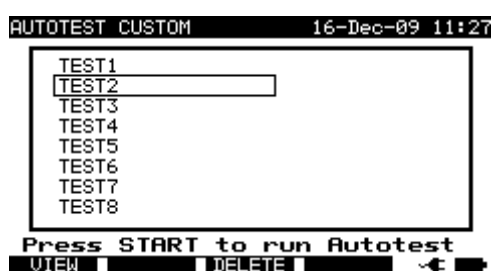 AUTOTEST CUSTOM 16-Dec-09 11:27
TEST1
TEST2
TEST3
TEST4
TEST5
TEST6
TEST7
TEST8
Press START to run Autotest
VIEW DELETE